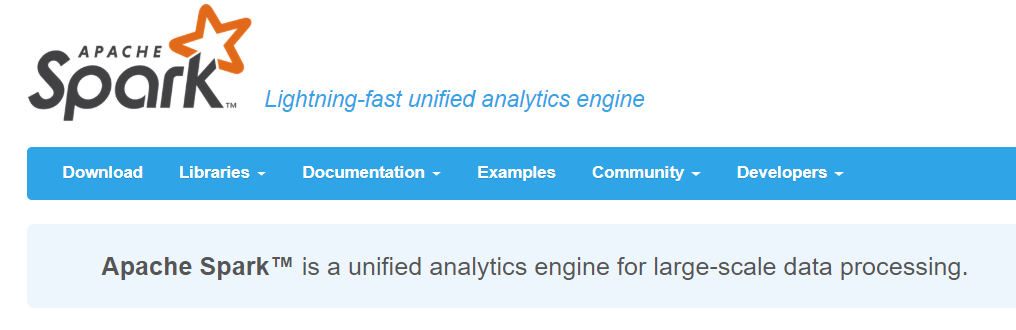 APACHE
Spark™
Lightning-fast unified analytics engine
Download Libraries Documentation Examples Community Developers
Apache Spark™ is a unified analytics engine for large-scale data processing.